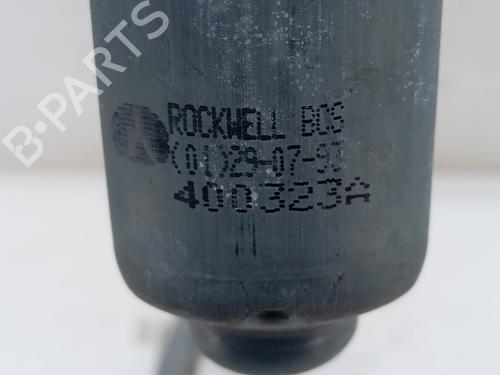 B-PARTS
ROCKWELL BOS
(01)29-07-93
400323A